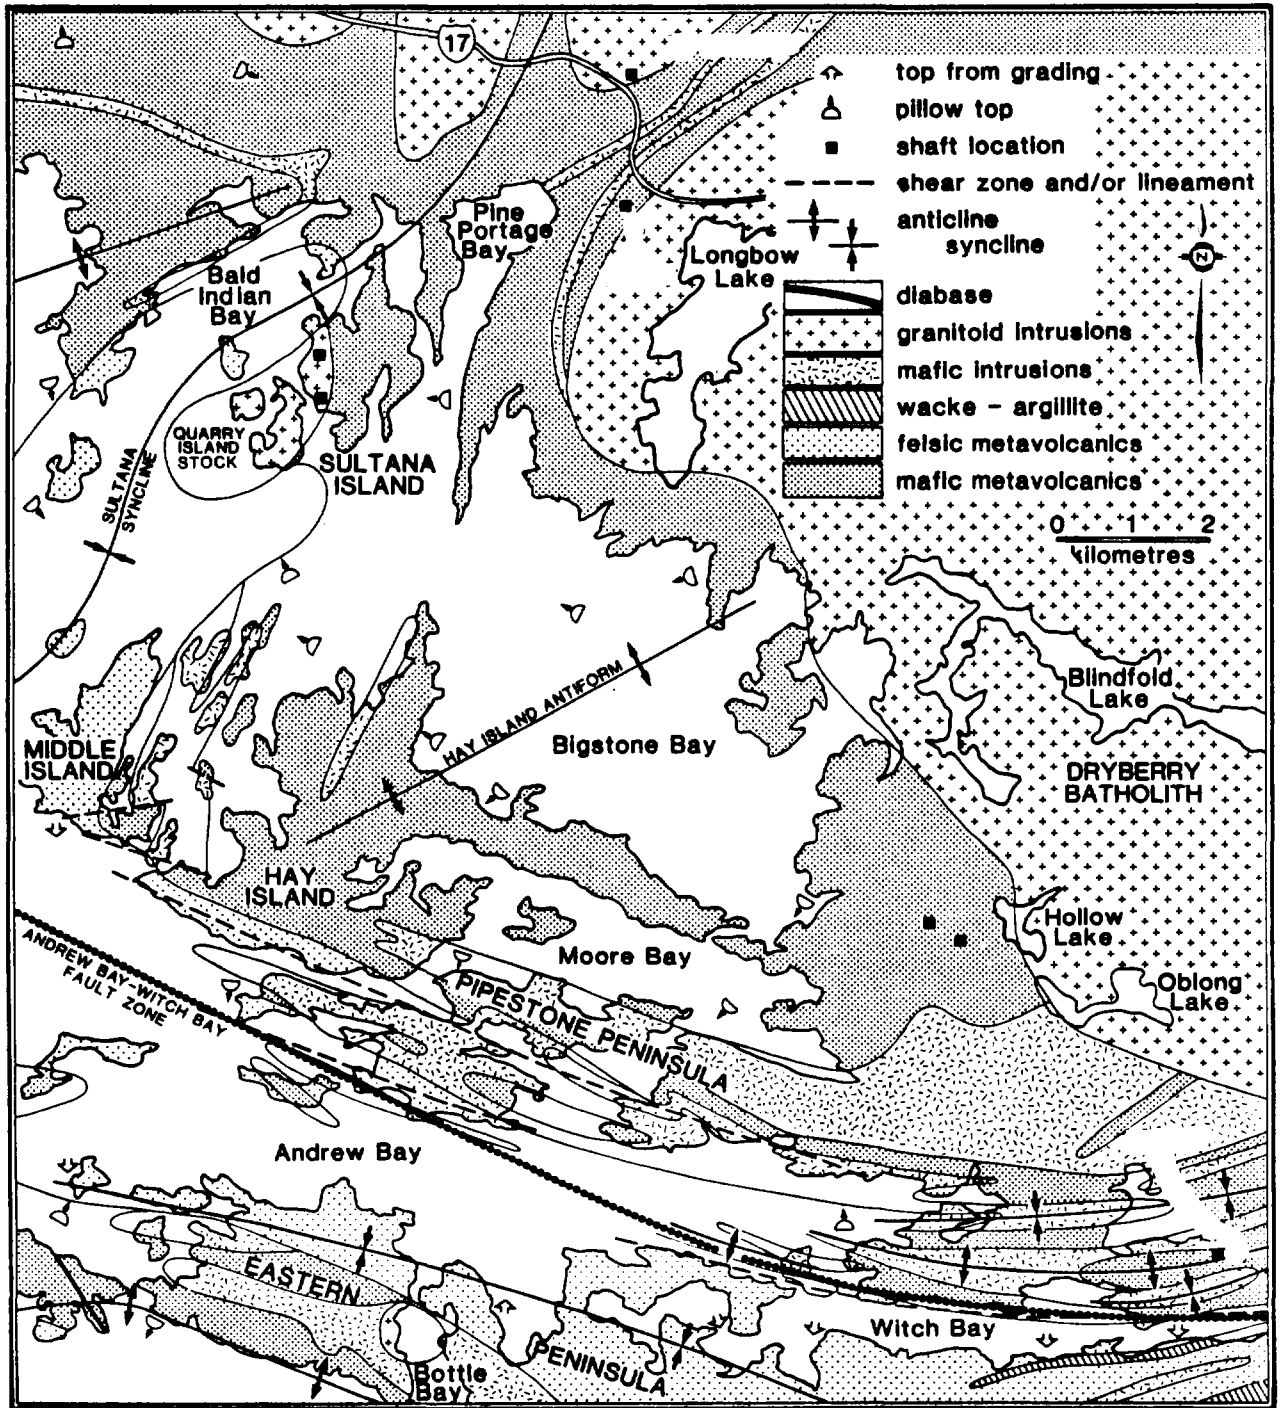 17
top from grading
pillow top
shaft location
shear zone and/or lineament
anticline
syncline
N
diabase
granitoid intrusions
mafic intrusions
wacke - argillite
felsic metavolcanics
mafic metavolcanics
0 1 2
kilometres
Pine
Portage
Bay
Longbow
Lake
Bald
Indian
Bay
QUARRY
ISLAND
STOCK
SULTANA
ISLAND
SULTANA
SYNCLINE
HAY ISLAND ANTIFORM
Bigstone Bay
Blindfold
Lake
MIDDLE
ISLAND
DRYBERRY
BATHOLITH
HAY
ISLAND
Hollow
Lake
Moore Bay
ANDREW BAY-WITCH BAY
FAULT ZONE
PIPESTONE PENINSULA
Oblong
Lake
Andrew Bay
EASTERN
PENINSULA
Witch Bay
Bottle
Bay